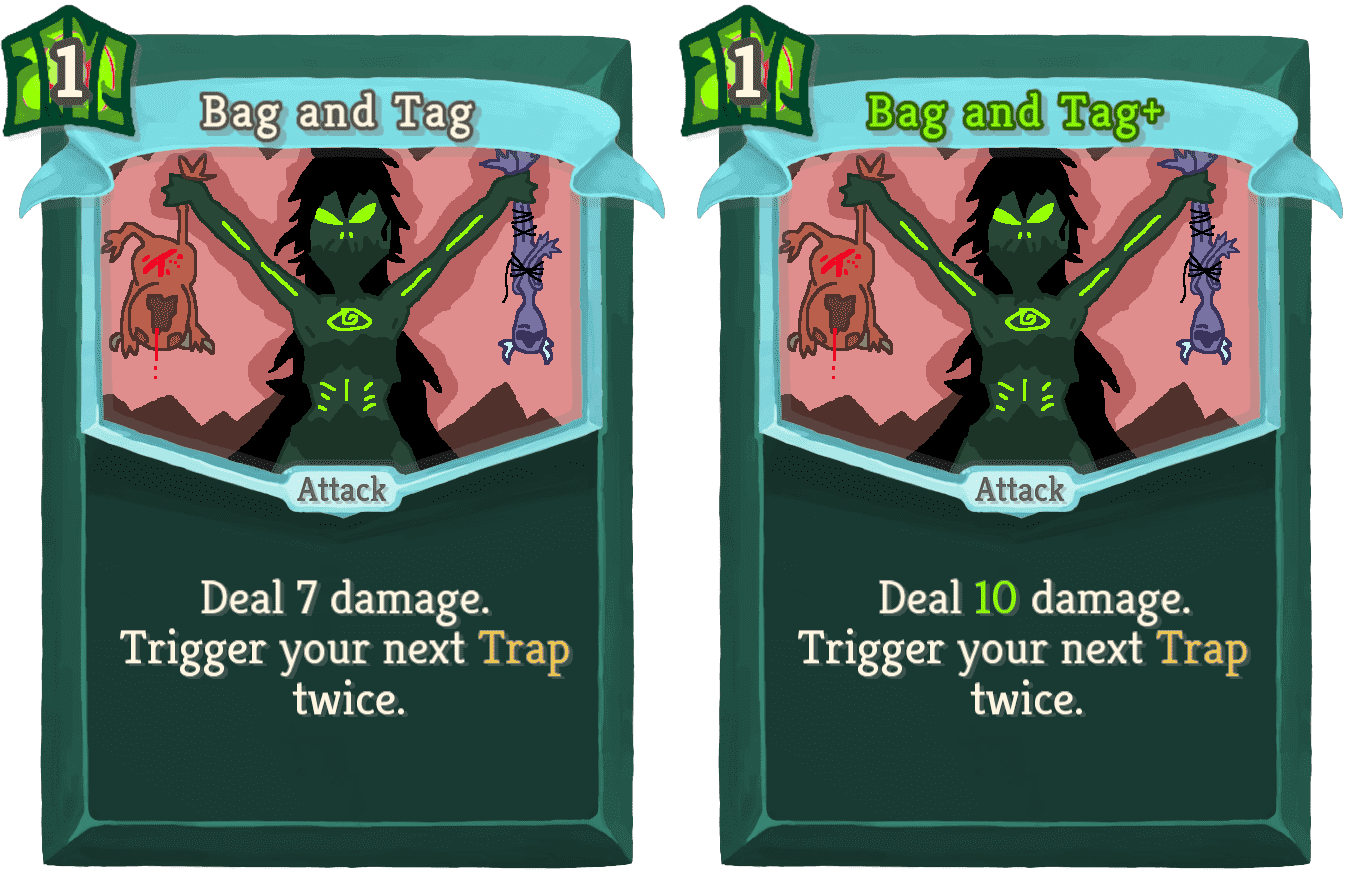 1
Bag and Tag
Attack
Deal 7 damage.
Trigger your next Trap
twice.
1
Bag and Tag+
Attack
Deal 10 damage.
Trigger your next Trap
twice.